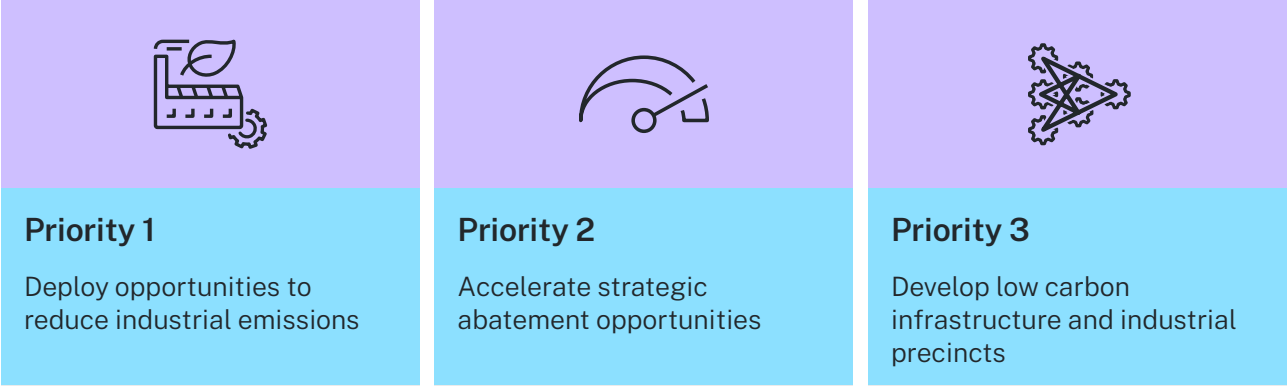 Priority 1
Deploy opportunities to
reduce industrial emissions
Priority 2
Accelerate strategic
abatement opportunities
Priority 3
Develop low carbon
infrastructure and industrial
precincts